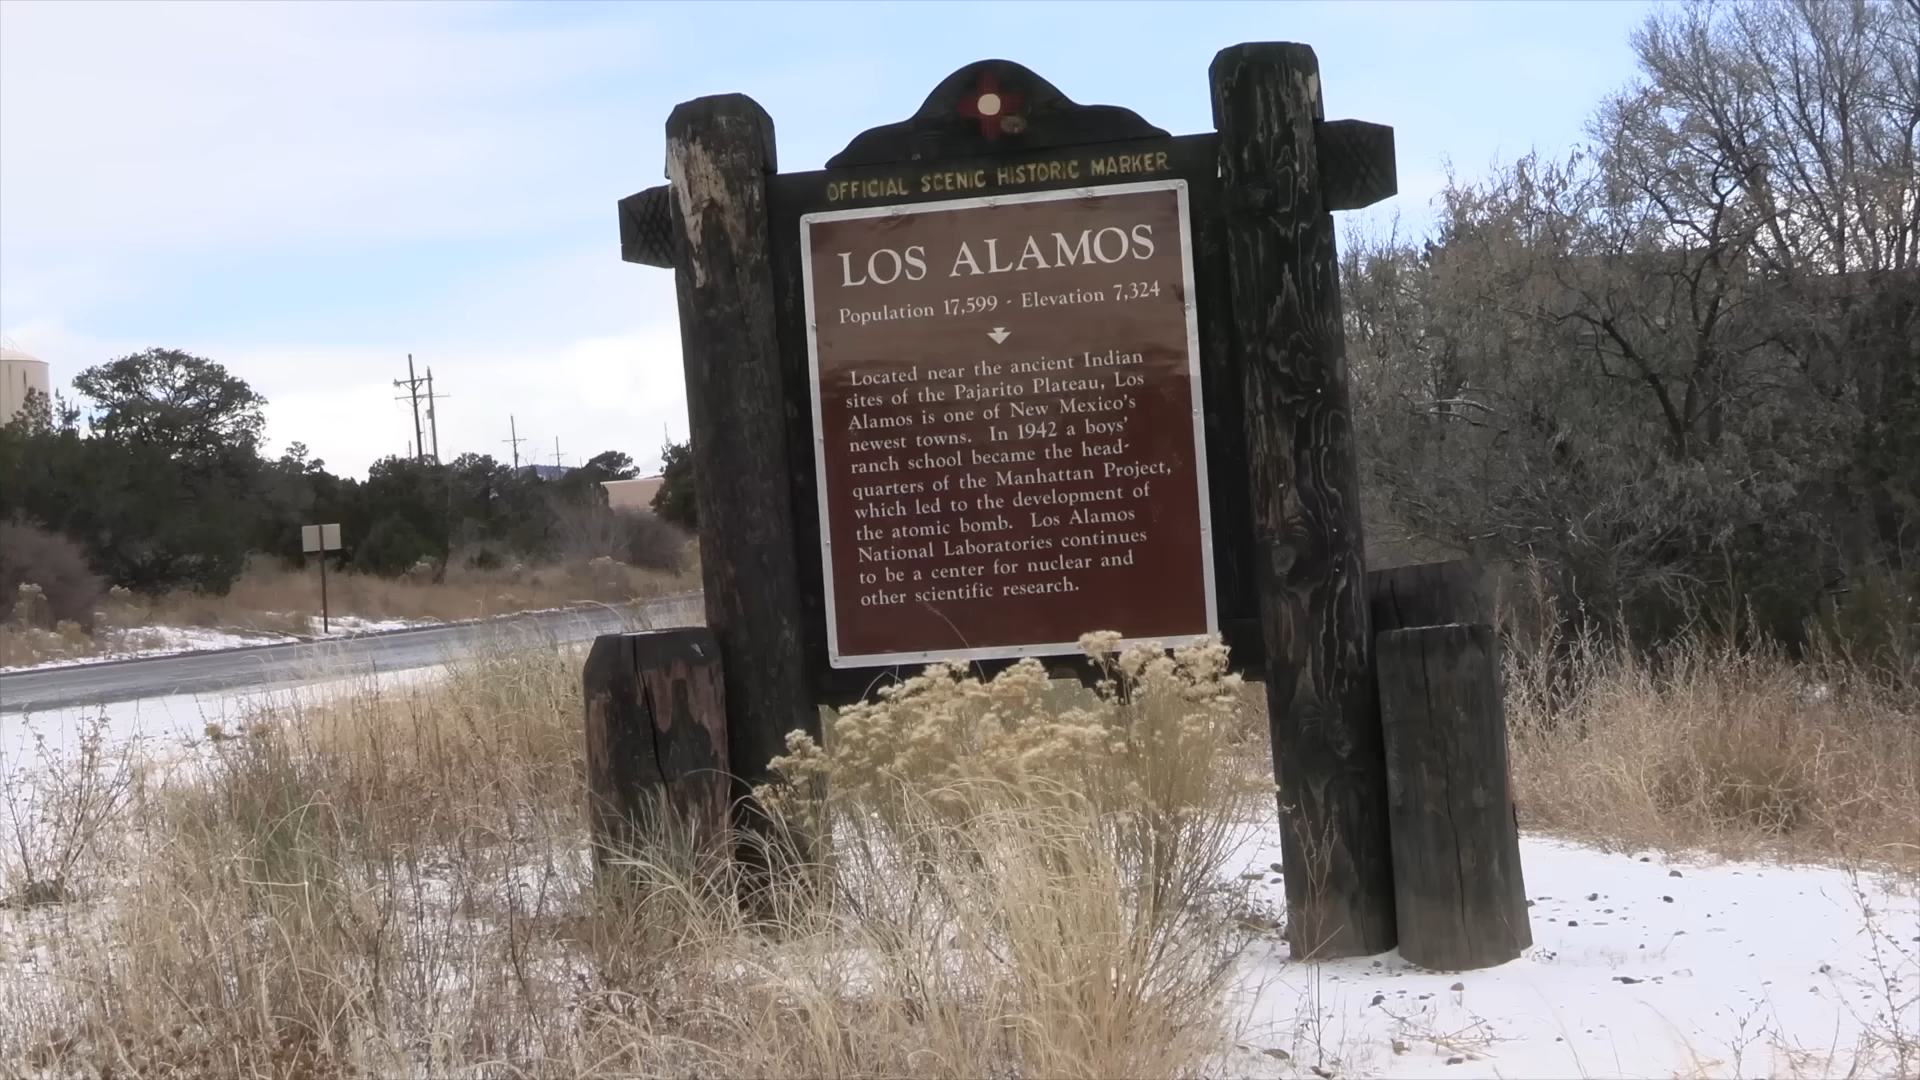 OFFICIAL SCENIC HISTORIC MARKER
LOS ALAMOS
Population 17,599 - Elevation 7,324
Located near the ancient Indian
sites of the Pajarito Plateau, Los
Alamos is one of New Mexico's
newest towns. In 1942 a boys'
ranch school became the head-
quarters of the Manhattan Project,
which led to the development of
the atomic bomb. Los Alamos
National Laboratories continues
to be a center for nuclear and
other scientific research.